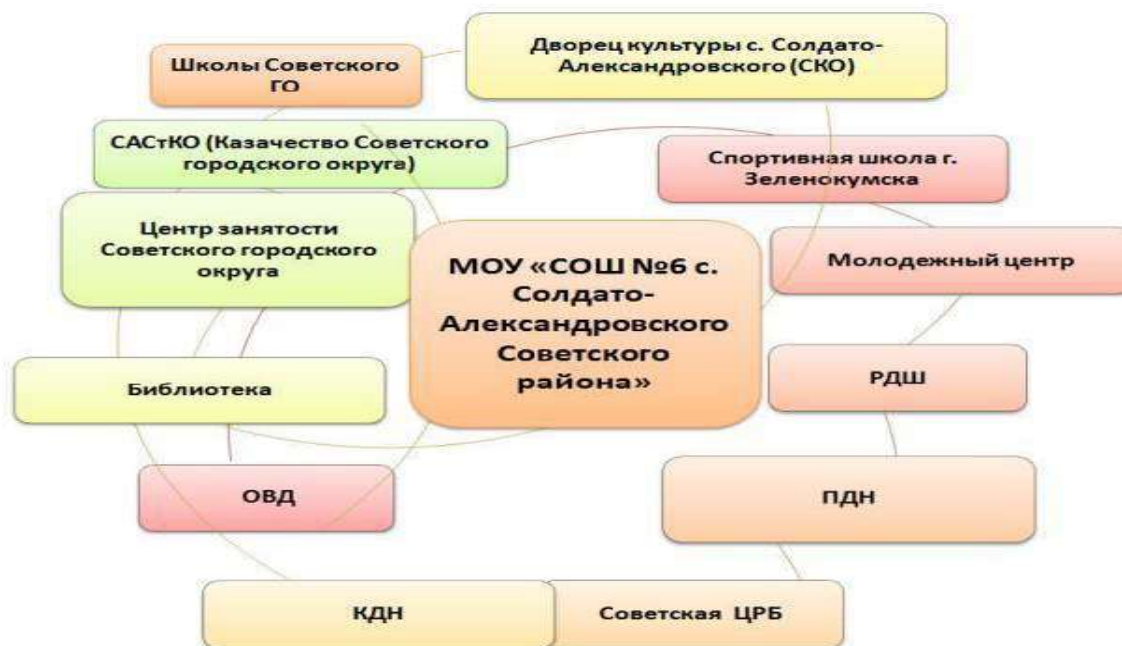 Школы Советского
ГО
Дворец культуры с. Солдато-
Александровского (СКО)
САСтКО (Казачество Советского
городского округа)
Спортивная школа г.
Зеленокумска
Центр занятости
Советского городского
округа
МОУ «СОШ №6 с.
Солдато-
Александровского
Советского
района»
Молодежный центр
Библиотека
РДШ
ОВД
ПДН
КДН
Советская ЦРБ